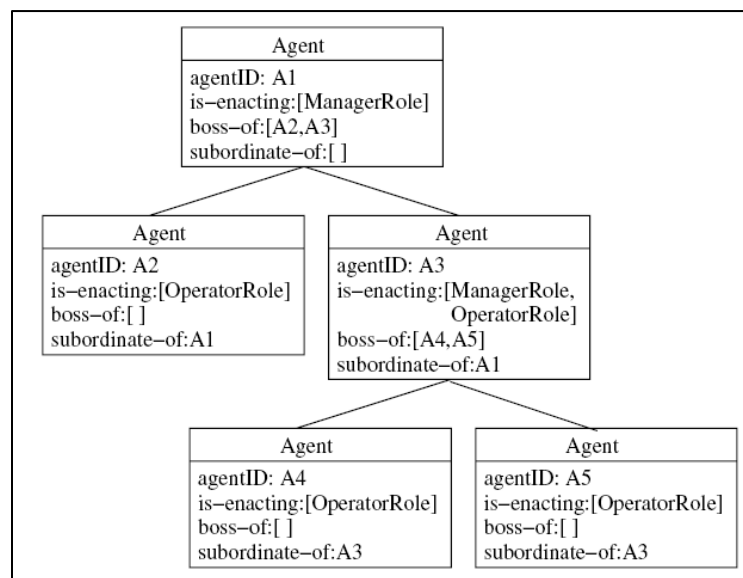 Agent
agentID: A1
is−enacting:[ManagerRole]
boss−of:[A2,A3]
subordinate−of:[ ]
Agent
agentID: A2
is−enacting:[OperatorRole]
boss−of:[ ]
subordinate−of:A1
Agent
agentID: A3
is−enacting:[ManagerRole,
OperatorRole]
boss−of:[A4,A5]
subordinate−of:A1
Agent
agentID: A4
is−enacting:[OperatorRole]
boss−of:[ ]
subordinate−of:A3
Agent
agentID: A5
is−enacting:[OperatorRole]
boss−of:[ ]
subordinate−of:A3